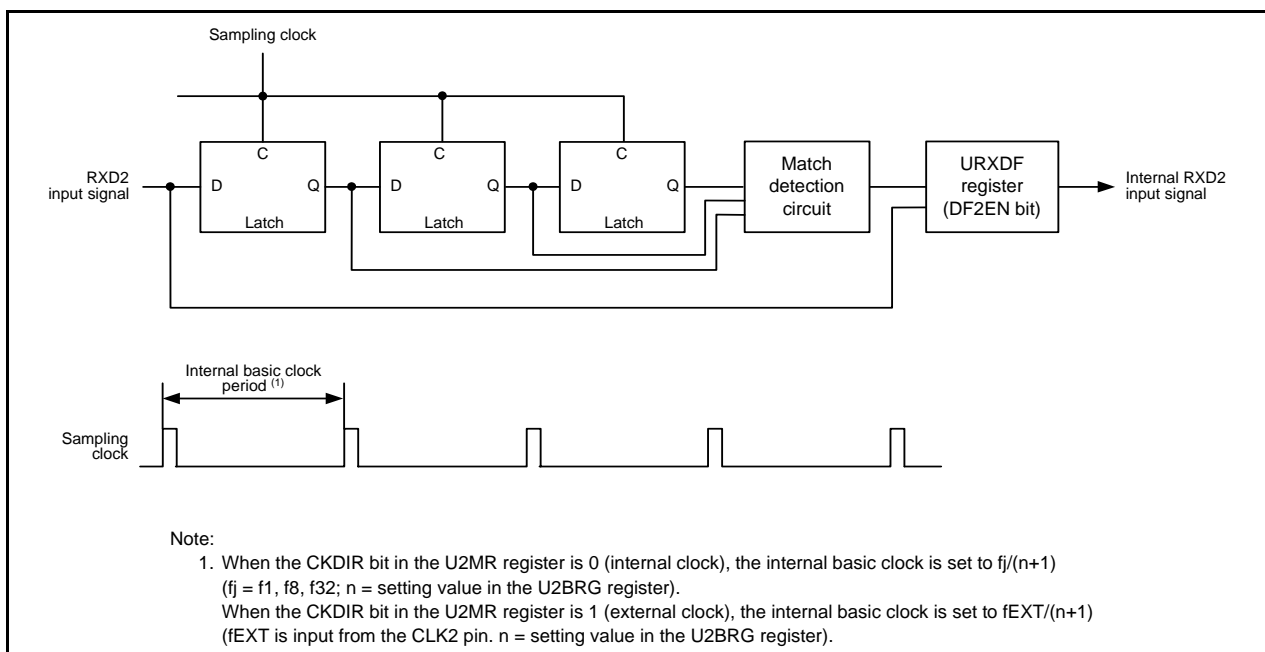 Sampling clock
RXD2
input signal
C
D
Q
Latch
C
D
Q
Latch
C
D
Q
Latch
Match
detection
circuit
URXDF
register
(DF2EN bit)
Internal RXD2
input signal
Internal basic clock
period (1)
Sampling
clock
Note:
1. When the CKDIR bit in the U2MR register is 0 (internal clock), the internal basic clock is set to fj/(n+1)
(fj = f1, f8, f32; n = setting value in the U2BRG register).
When the CKDIR bit in the U2MR register is 1 (external clock), the internal basic clock is set to fEXT/(n+1)
(fEXT is input from the CLK2 pin. n = setting value in the U2BRG register).